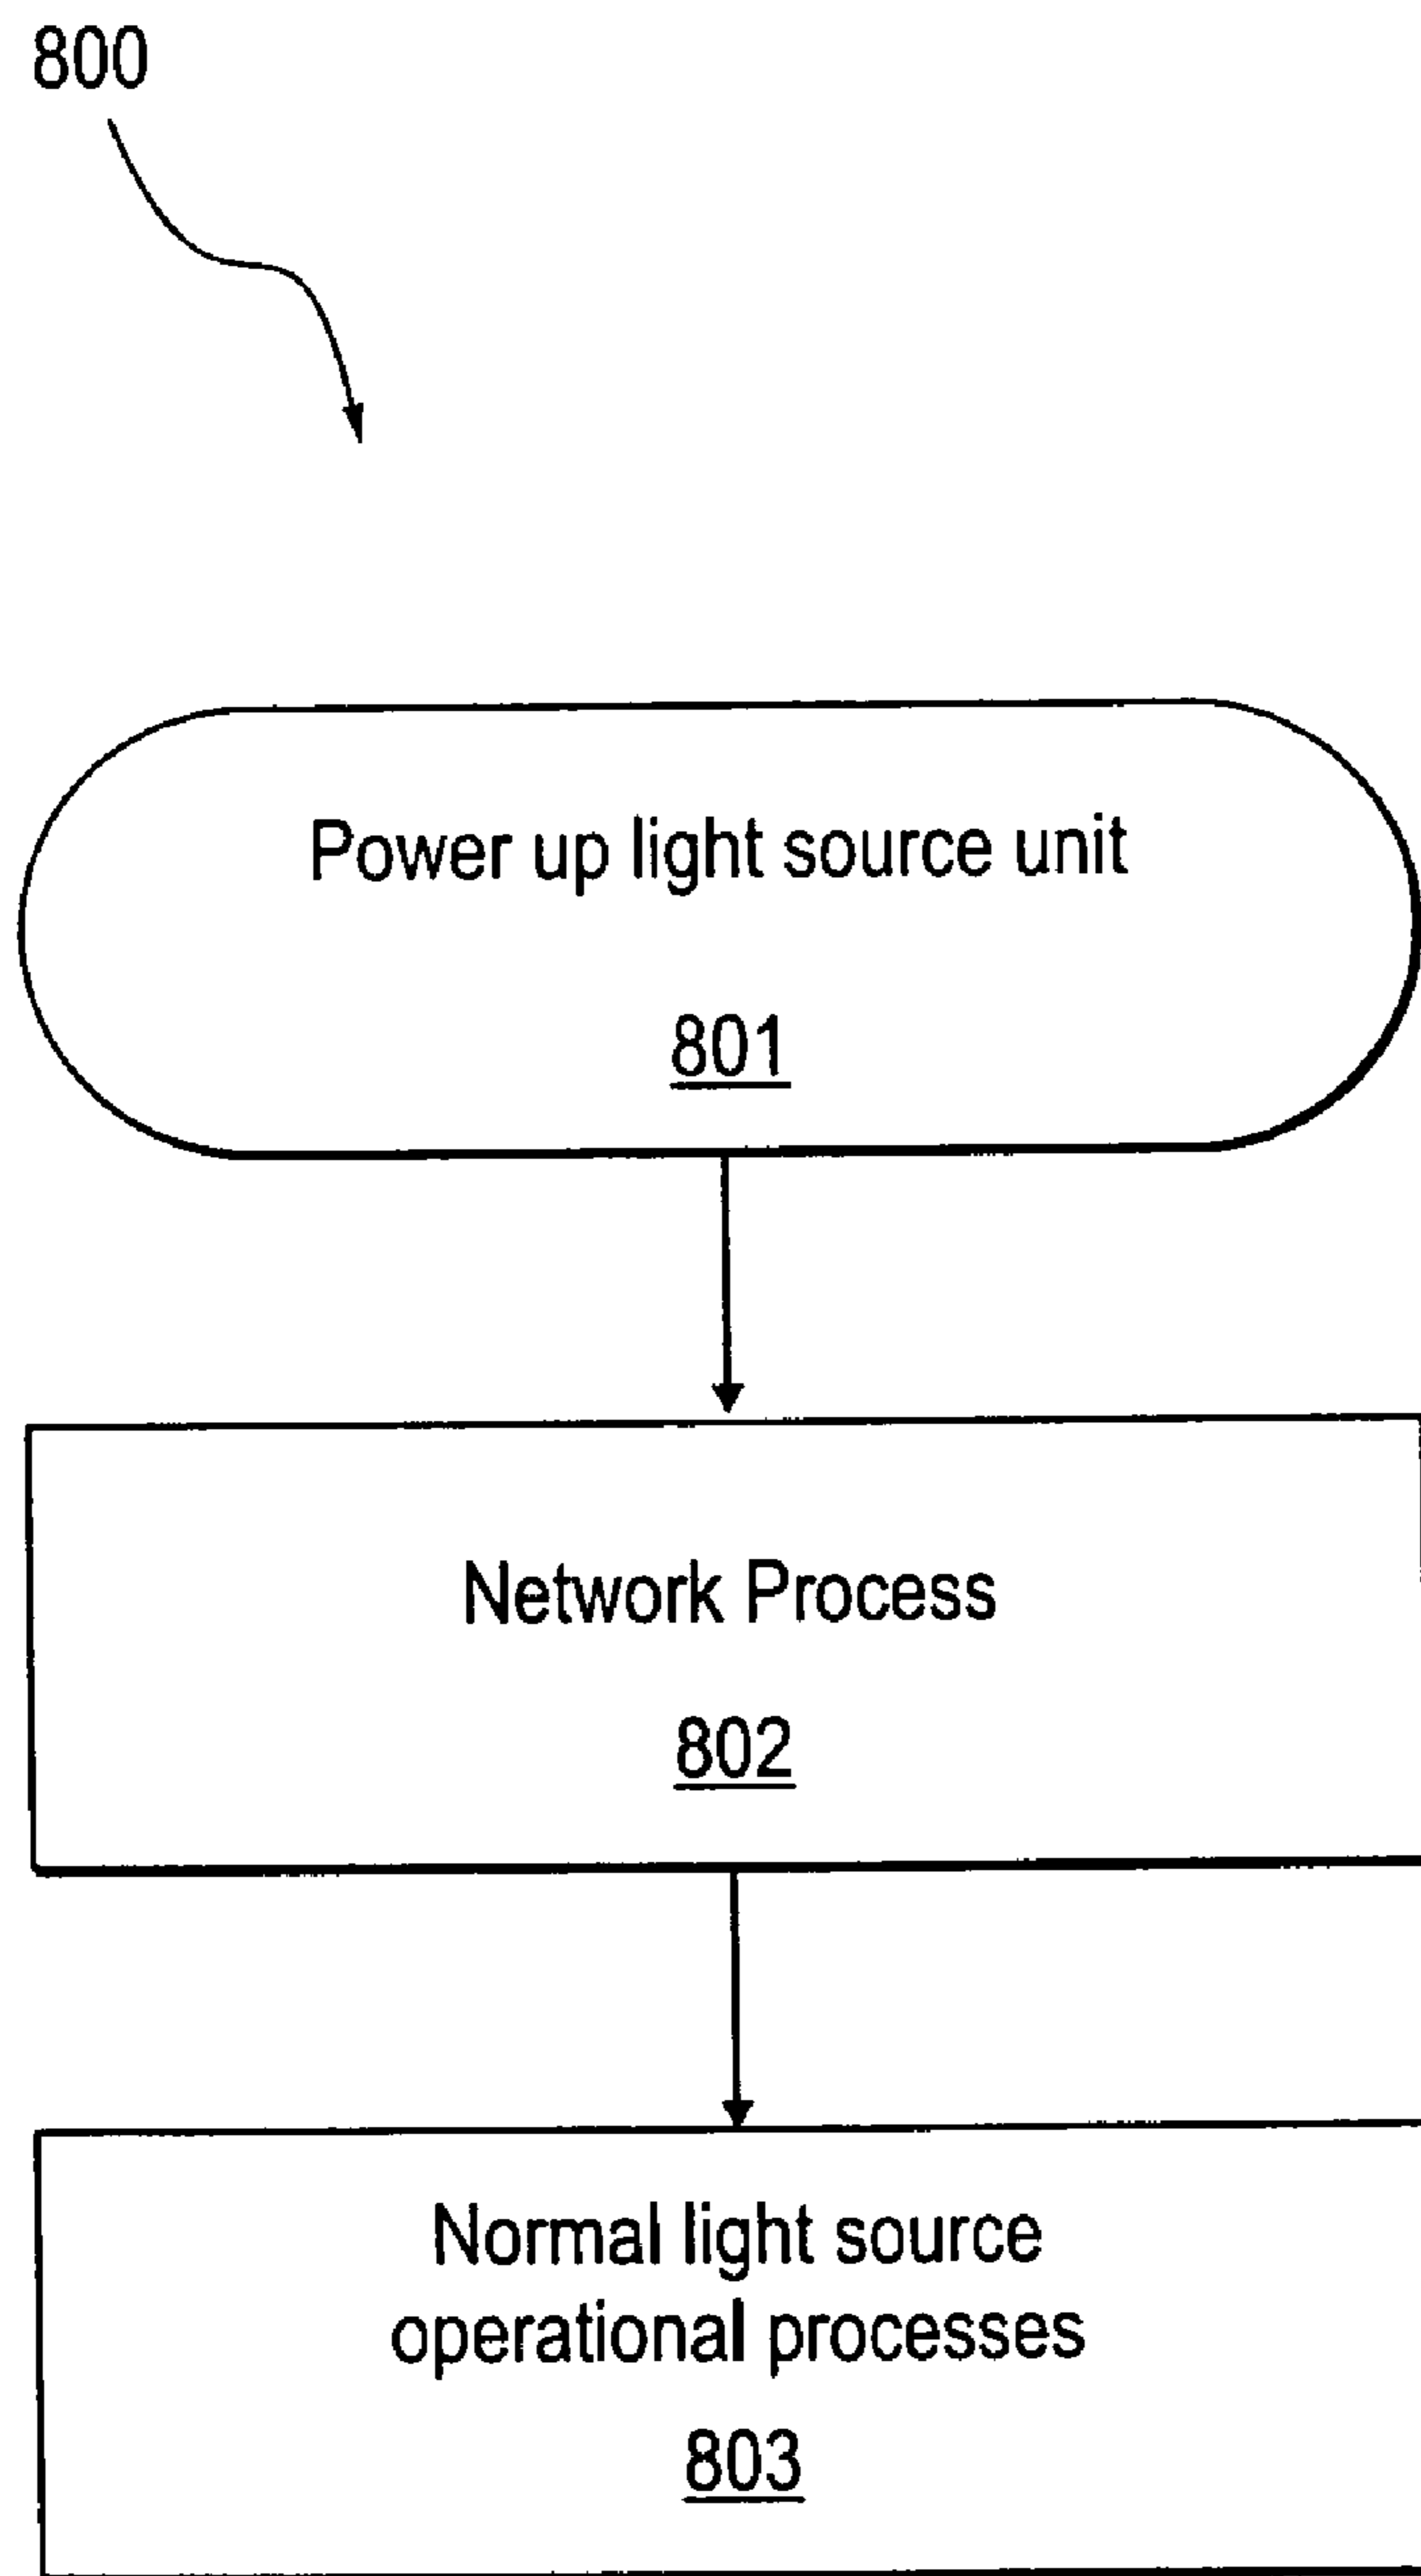 800
Power up light source unit
801
Network Process
802
Normal light source
operational processes
803